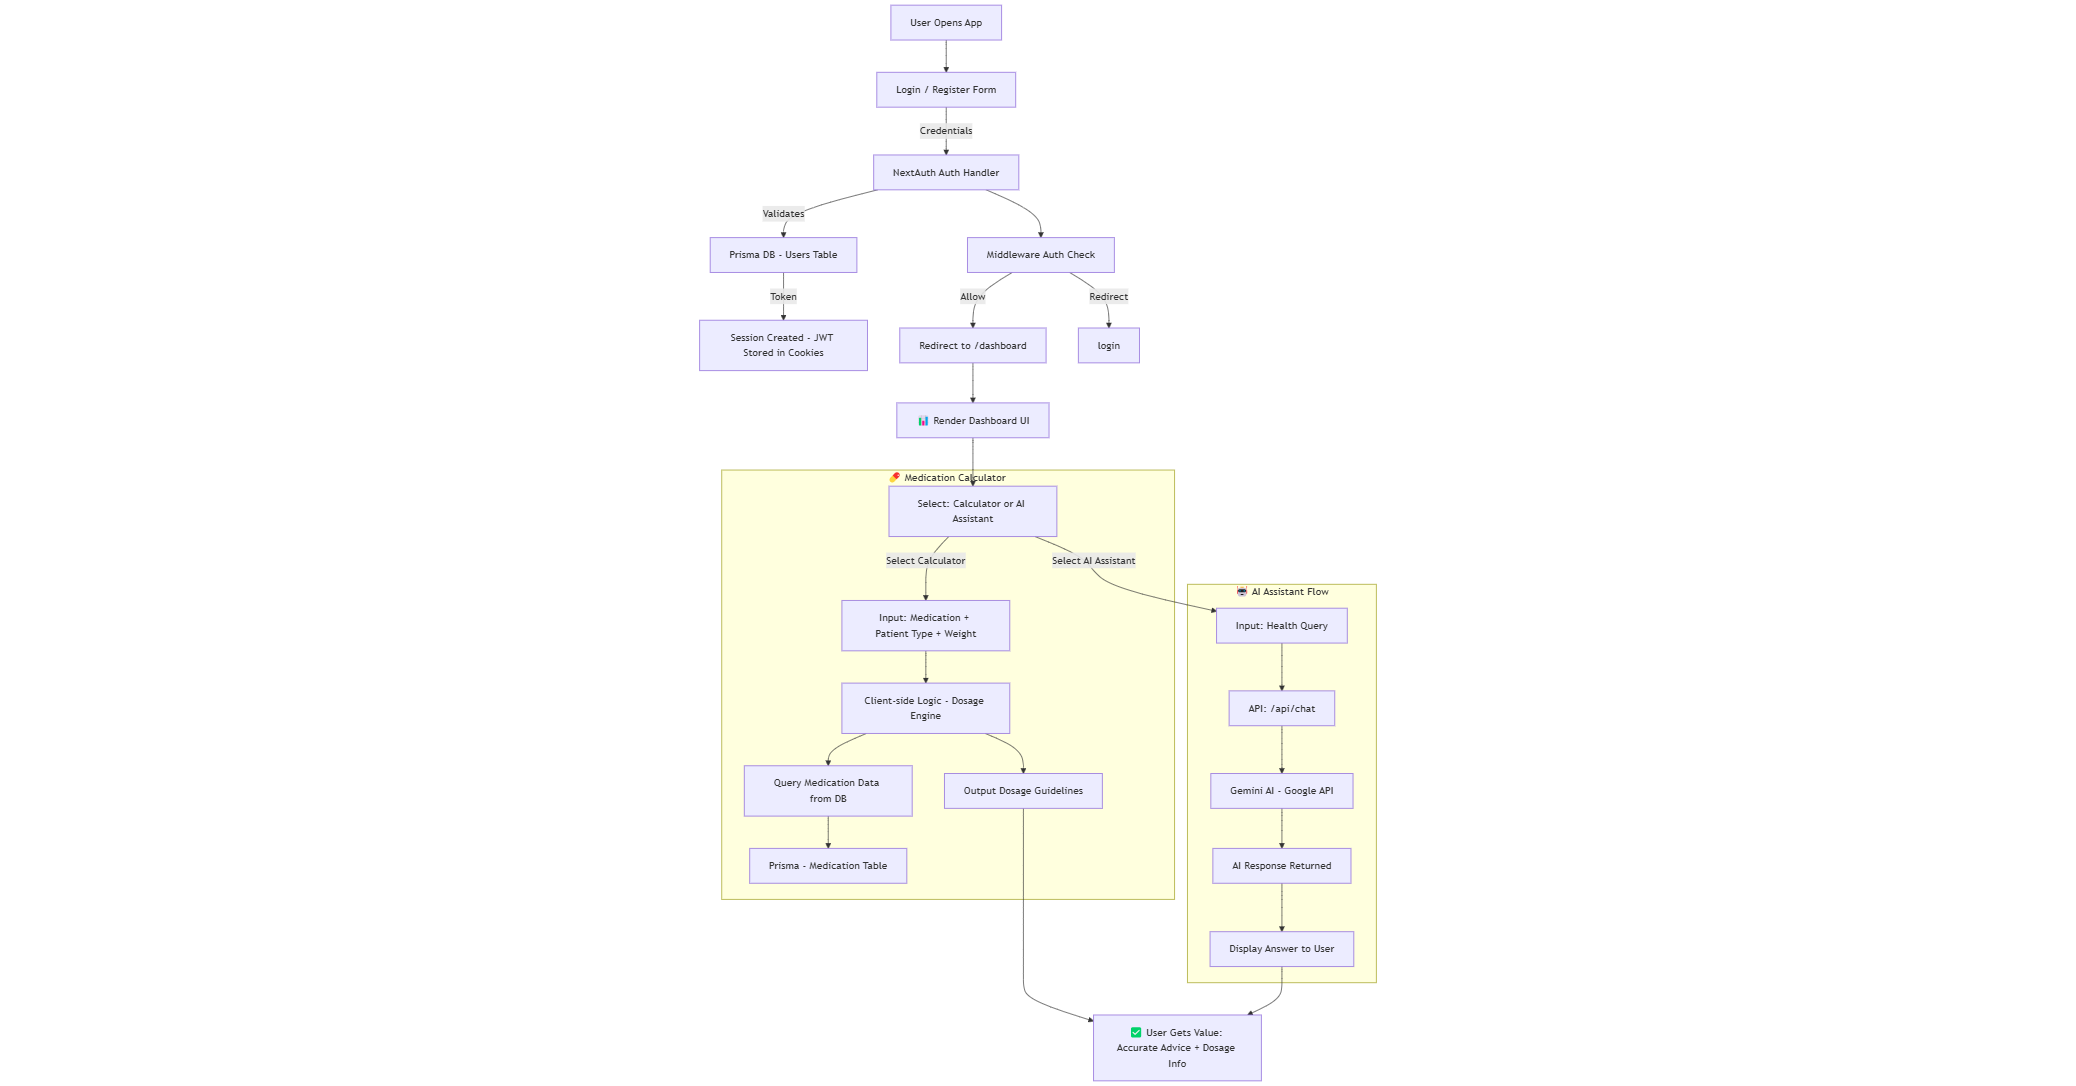 User Opens App
Login / Register Form
Credentials
NextAuth Auth Handler
Validates
Prisma DB - Users Table
Middleware Auth Check
Token
Allow
Redirect
Session Created - JWT
Stored in Cookies
Redirect to /dashboard
login
📊 Render Dashboard UI
💊 Medication Calculator
Select: Calculator or AI
Assistant
Select Calculator
Select AI Assistant
🤖 AI Assistant Flow
Input: Medication +
Patient Type + Weight
Input: Health Query
Client-side Logic - Dosage
Engine
API: /api/chat
Query Medication Data
from DB
Output Dosage Guidelines
Gemini AI - Google API
Prisma - Medication Table
AI Response Returned
Display Answer to User
✅ User Gets Value:
Accurate Advice + Dosage
Info